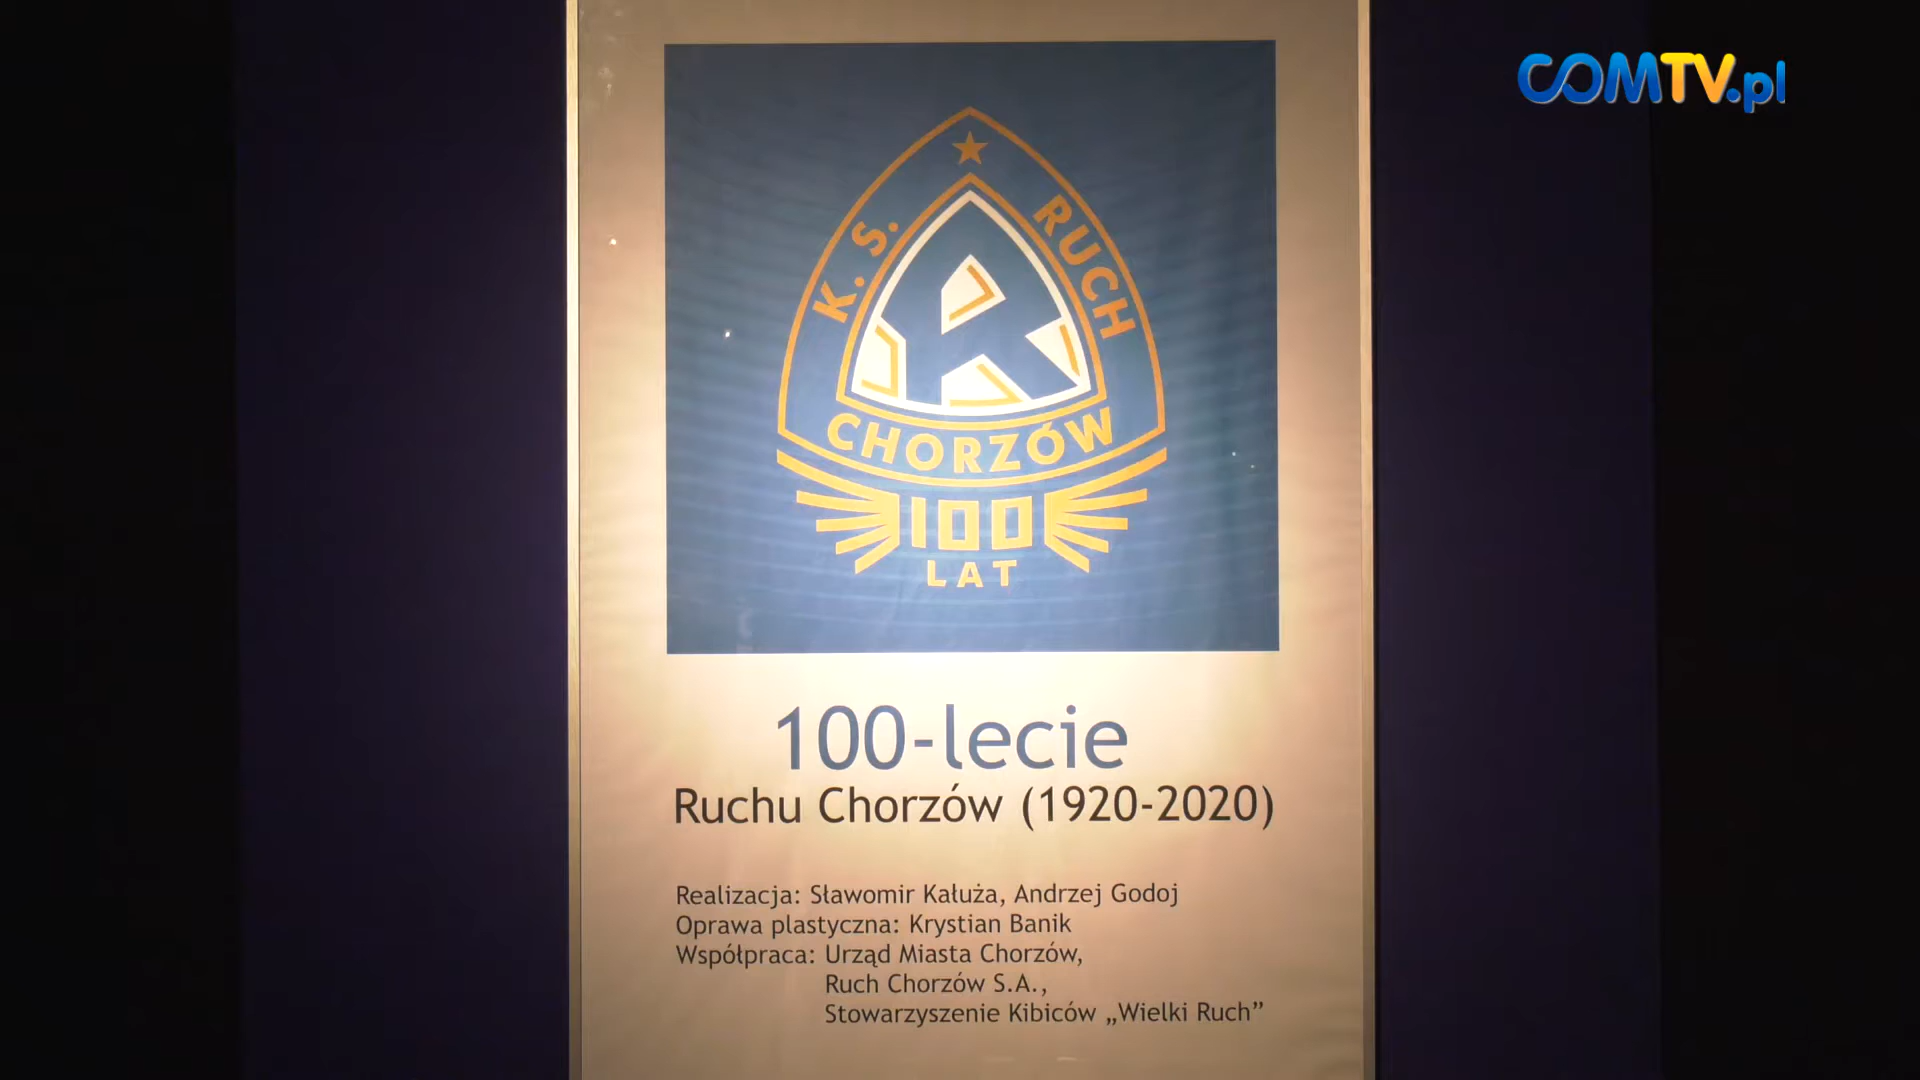 COMTV.pl
K. S. RUCH
CHORZÓW
100
LAT
100-lecie
Ruchu Chorzów (1920-2020)
Realizacja: Sławomir Kałuża, Andrzej Godoj
Oprawa plastyczna: Krystian Banik
Współpraca: Urząd Miasta Chorzów,
Ruch Chorzów S.A.,
Stowarzyszenie Kibiców „Wielki Ruch”